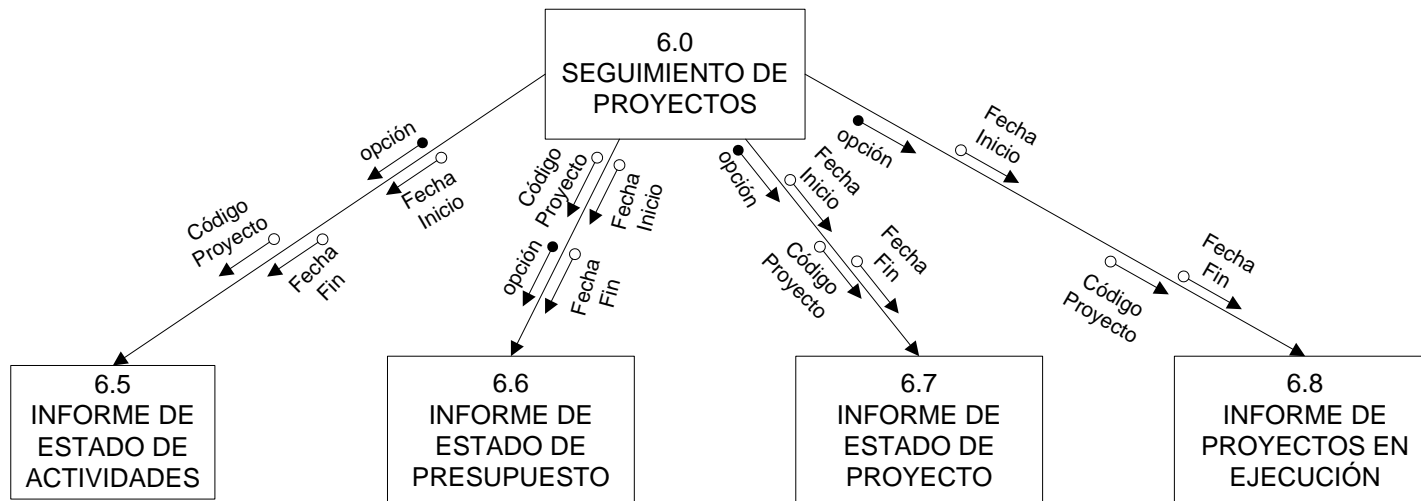 6.0
SEGUIMIENTO DE
PROYECTOS
opción
Fecha
Inicio
Código
Proyecto
Fecha
Fin
Código
Proyecto
Fecha
Inicio
opción
Fecha
Fin
opción
Fecha
Inicio
Código
Proyecto
Fecha
Fin
opción
Fecha
Inicio
Código
Proyecto
Fecha
Fin
6.5
INFORME DE
ESTADO DE
ACTIVIDADES
6.6
INFORME DE
ESTADO DE
PRESUPUESTO
6.7
INFORME DE
ESTADO DE
PROYECTO
6.8
INFORME DE
PROYECTOS EN
EJECUCIÓN